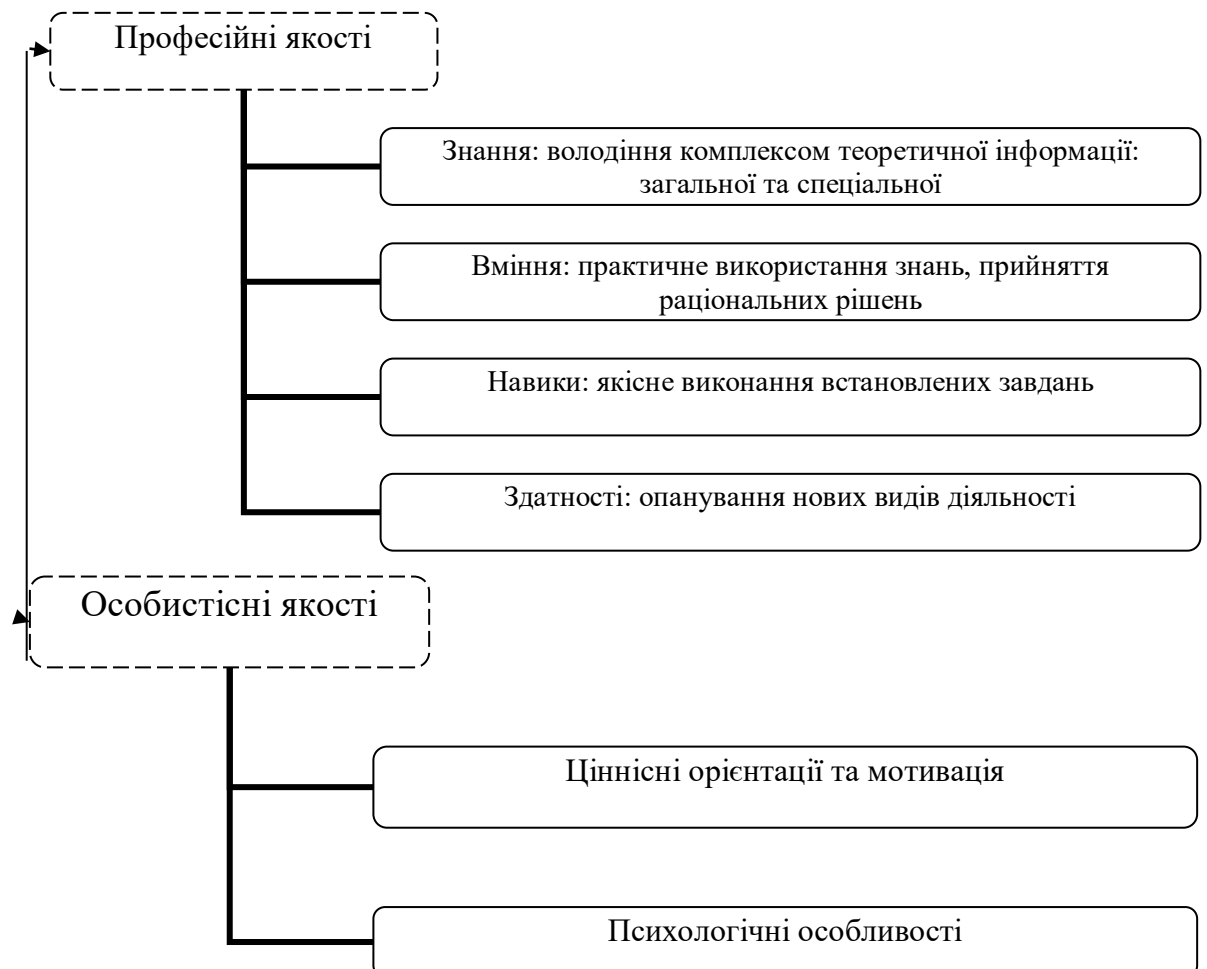 Професійні якості
Знання: володіння комплексом теоретичної інформації:
загальної та спеціальної
Вміння: практичне використання знань, прийняття
раціональних рішень
Навики: якісне виконання встановлених завдань
Здатності: опанування нових видів діяльності
Особистісні якості
Ціннісні орієнтації та мотивація
Психологічні особливості